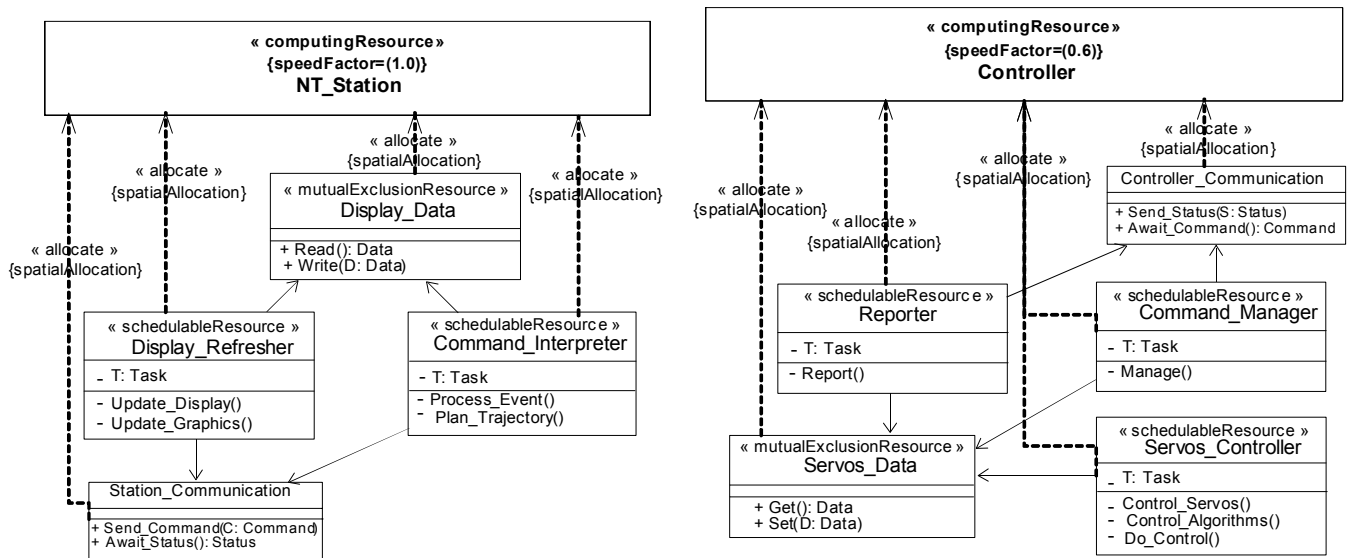 « computingResource »
{speedFactor=(1.0)}
NT_Station
« allocate »
{spatialAllocation}
« allocate »
{spatialAllocation}
« allocate »
{spatialAllocation}
« allocate »
{spatialAllocation}
« mutualExclusionResource »
Display_Data
+ Read(): Data
+ Write(D: Data)
« schedulableResource »
Display_Refresher
- T: Task
- Update_Display()
- Update_Graphics()
« schedulableResource »
Command_Interpreter
- T: Task
- Process_Event()
- Plan_Trajectory()
Station_Communication
+ Send_Command(C: Command)
+ Await_Status(): Status
« computingResource »
{speedFactor=(0.6)}
Controller
« allocate »
{spatialAllocation}
« allocate »
{spatialAllocation}
« allocate »
{spatialAllocation}
« allocate »
{spatialAllocation}
Controller_Communication
+ Send_Status(S: Status)
+ Await_Command(): Command
« schedulableResource »
Reporter
- T: Task
- Report()
« schedulableResource »
Command_Manager
- T: Task
- Manage()
« mutualExclusionResource »
Servos_Data
+ Get(): Data
+ Set(D: Data)
« schedulableResource »
Servos_Controller
- T: Task
- Control_Servos()
- Control_Algorithms()
- Do_Control()